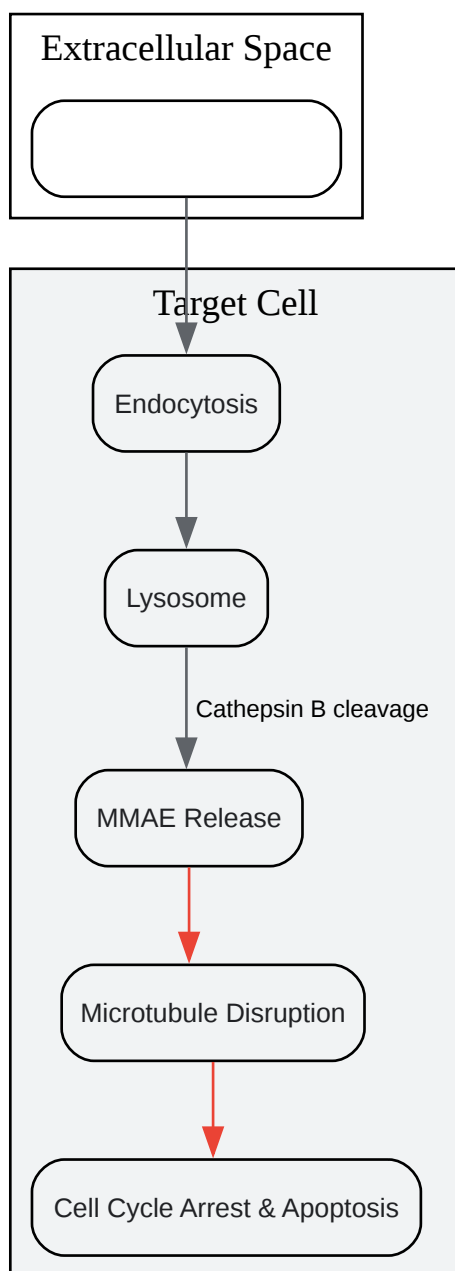 Extracellular Space
Target Cell
Endocytosis
Lysosome
Cathepsin B cleavage
MMAE Release
Microtubule Disruption
Cell Cycle Arrest & Apoptosis